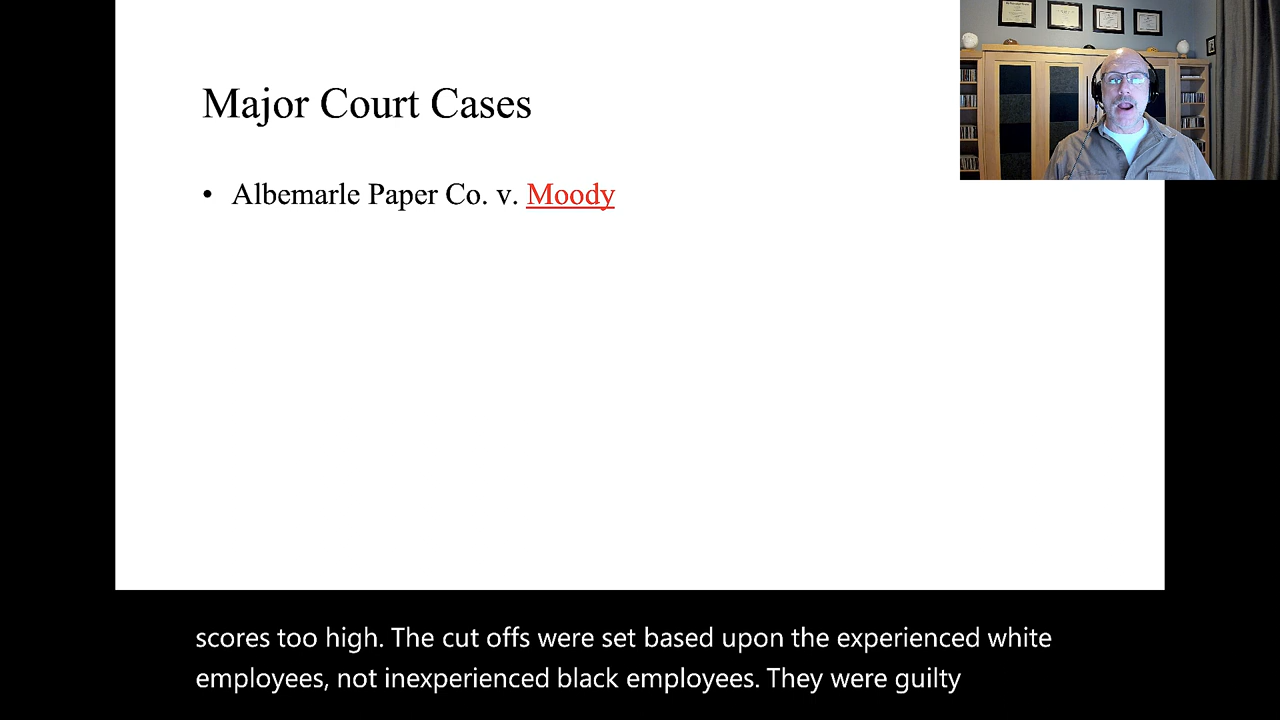 Major Court Cases
• Albemarle Paper Co. v. Moody
scores too high. The cut offs were set based upon the experienced white
employees, not inexperienced black employees. They were guilty